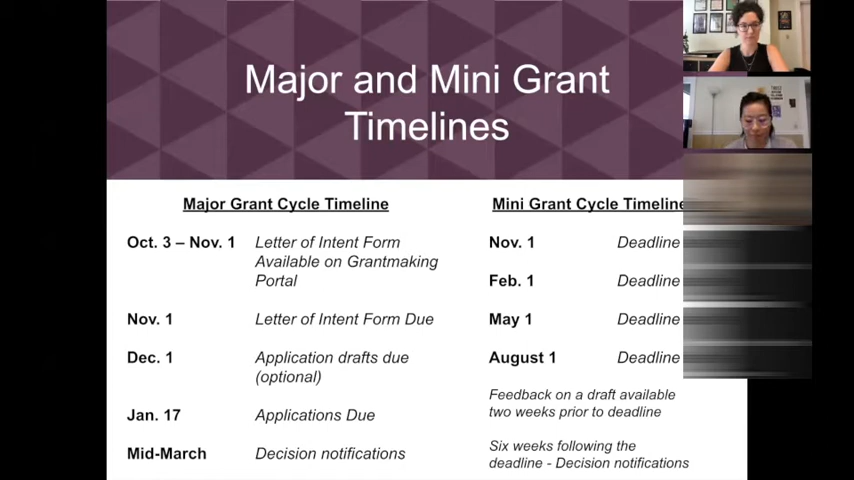 Major and Mini Grant
Timelines
Major Grant Cycle Timeline
Oct. 3 – Nov. 1 Letter of Intent Form
Available on Grantmaking
Portal
Nov. 1 Letter of Intent Form Due
Dec. 1 Application drafts due
(optional)
Jan. 17 Applications Due
Mid-March Decision notifications
Mini Grant Cycle Timeline
Nov. 1 Deadline
Feb. 1 Deadline
May 1 Deadline
August 1 Deadline
Feedback on a draft available
two weeks prior to deadline
Six weeks following the
deadline - Decision notifications